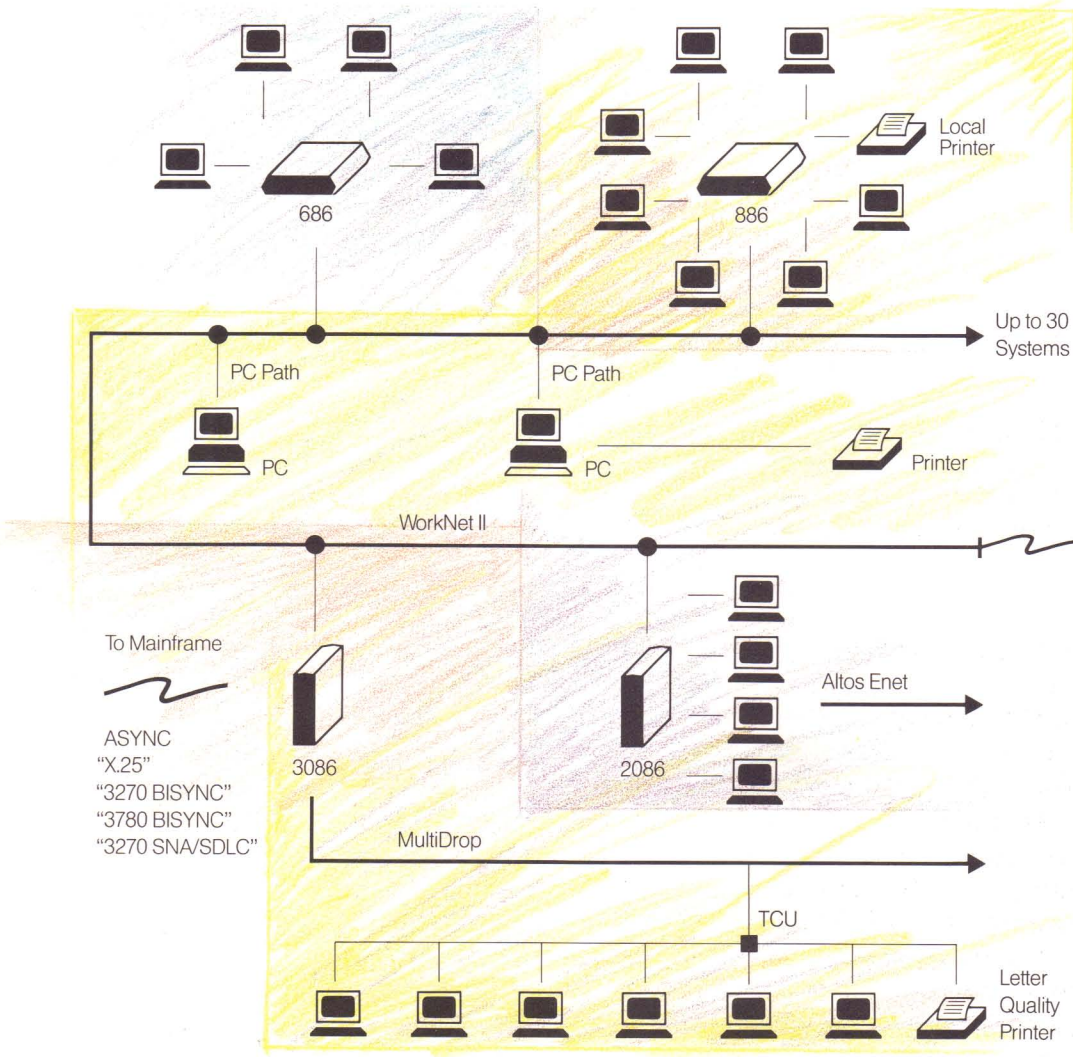 Local
Printer
686
886
Up to 30
Systems
PC Path
PC Path
PC
PC
Printer
WorkNet II
To Mainframe
ASYNC
“X.25”
“3270 BISYNC”
“3780 BISYNC”
“3270 SNA/SDLC”
3086
2086
Altos Enet
MultiDrop
TCU
Letter
Quality
Printer